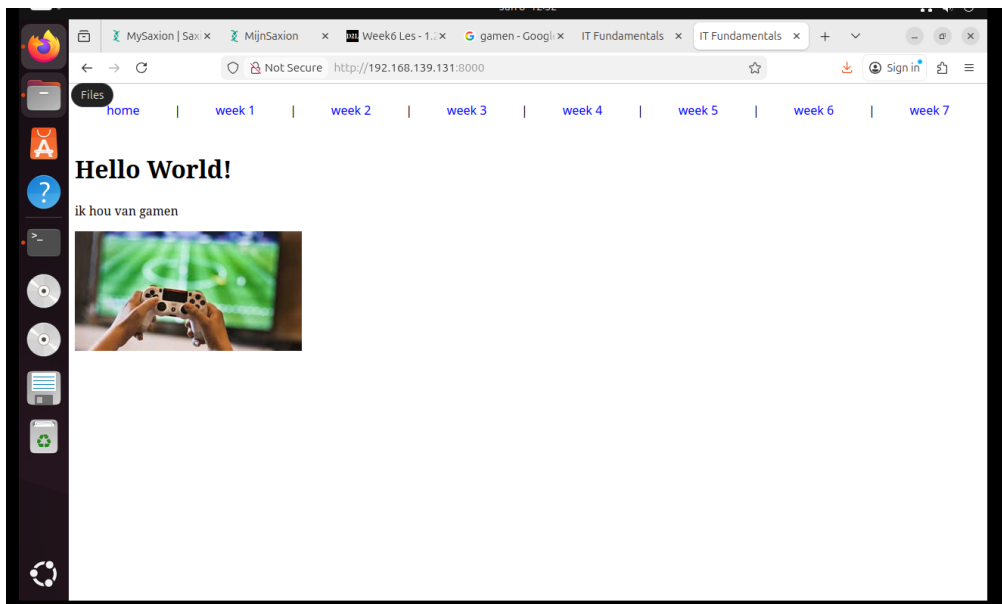 MySaxion | Sax
MijnSaxion
DIL Week6 Les - 1.
gamen - Googl
IT Fundamentals
IT Fundamentals
Not Secure http://192.168.139.131:8000
Sign in
Files
home | week 1 | week 2 | week 3 | week 4 | week 5 | week 6 | week 7
Hello World!
ik hou van gamen